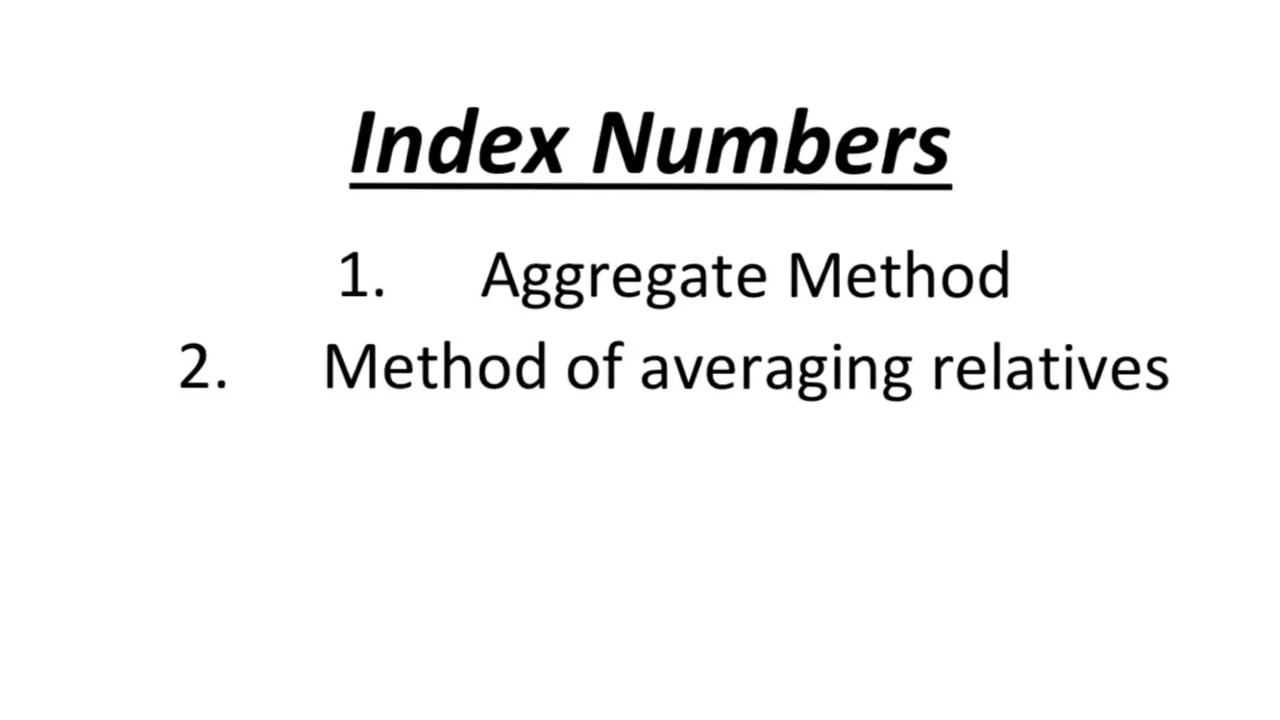 Index Numbers
1. Aggregate Method
2. Method of averaging relatives